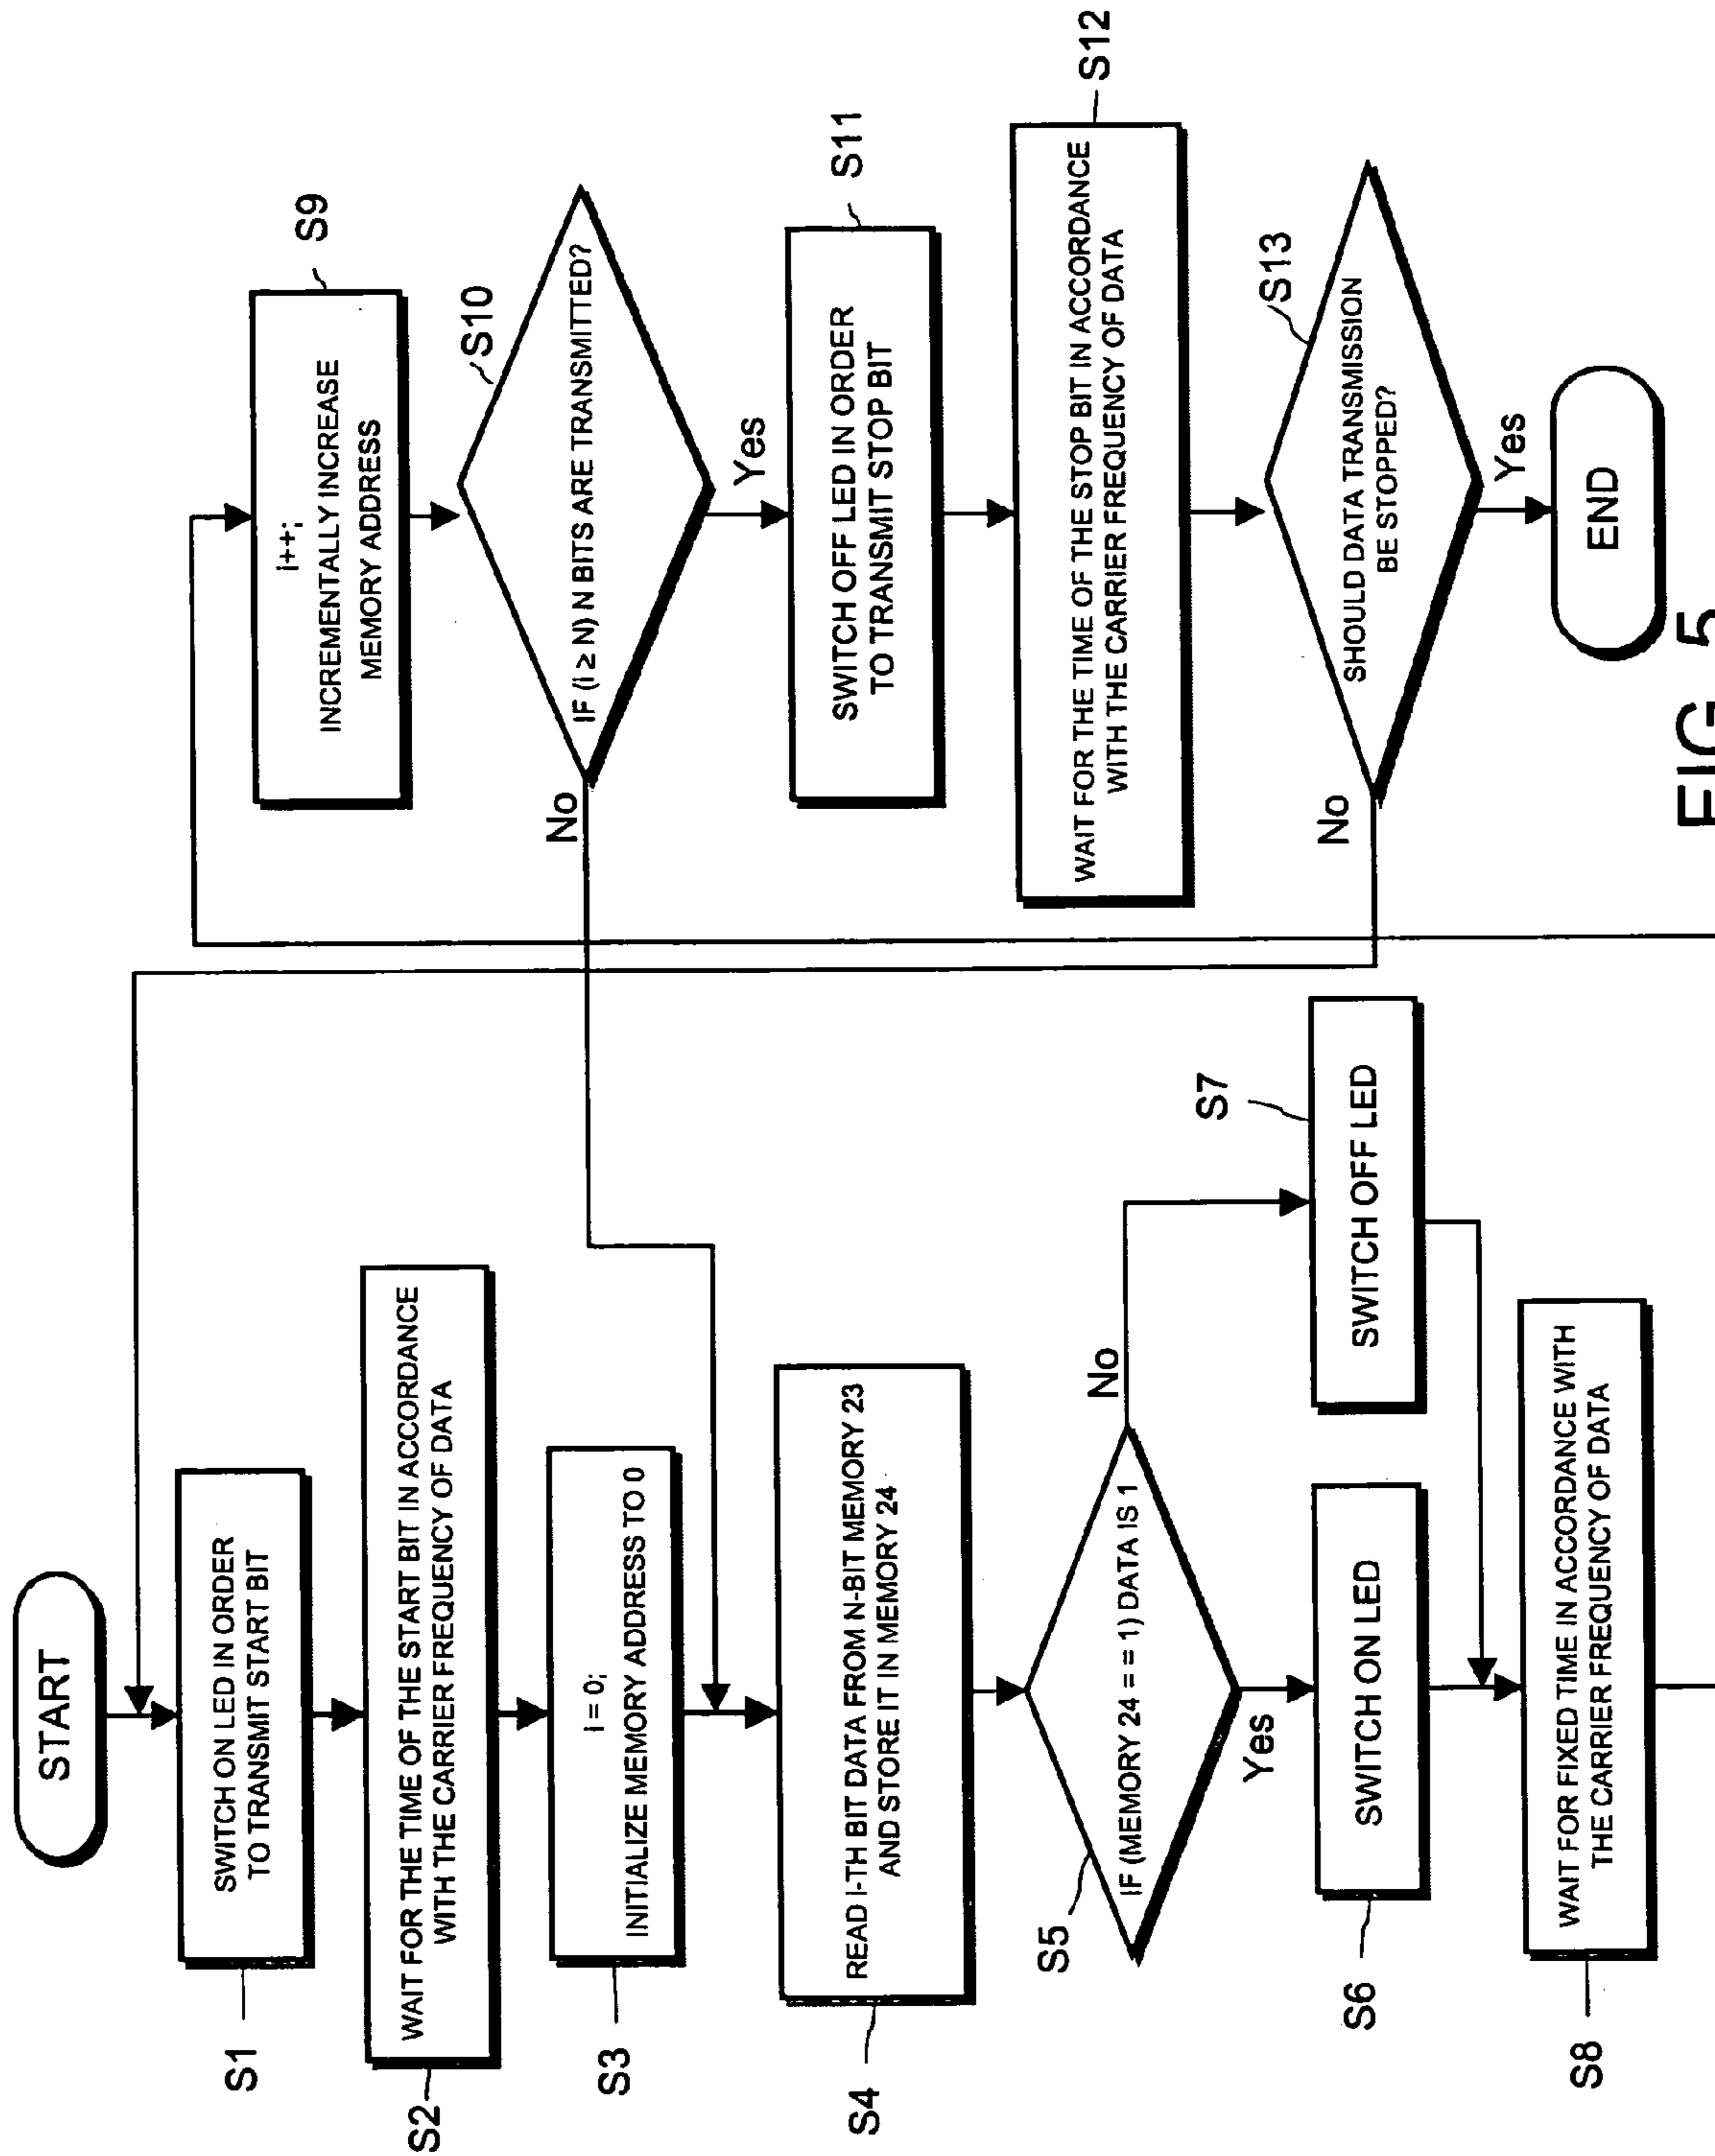 START
S1
SWITCH ON LED IN ORDER
TO TRANSMIT START BIT
S2
WAIT FOR THE TIME OF THE START BIT IN ACCORDANCE
WITH THE CARRIER FREQUENCY OF DATA
S3
i = 0;
INITIALIZE MEMORY ADDRESS TO 0
S4
READ I-TH BIT DATA FROM N-BIT MEMORY 23
AND STORE IT IN MEMORY 24
S5
IF (MEMORY 24 = = 1) DATA IS 1
No
Yes
S6
SWITCH ON LED
S7
SWITCH OFF LED
S8
WAIT FOR FIXED TIME IN ACCORDANCE WITH
THE CARRIER FREQUENCY OF DATA
S9
i++;
INCREMENTALLY INCREASE
MEMORY ADDRESS
S10
IF (i ≥ N) N BITS ARE TRANSMITTED?
No
Yes
S11
SWITCH OFF LED IN ORDER
TO TRANSMIT STOP BIT
S12
WAIT FOR THE TIME OF THE STOP BIT IN ACCORDANCE
WITH THE CARRIER FREQUENCY OF DATA
S13
SHOULD DATA TRANSMISSION
BE STOPPED?
No
Yes
END
FIG. 5